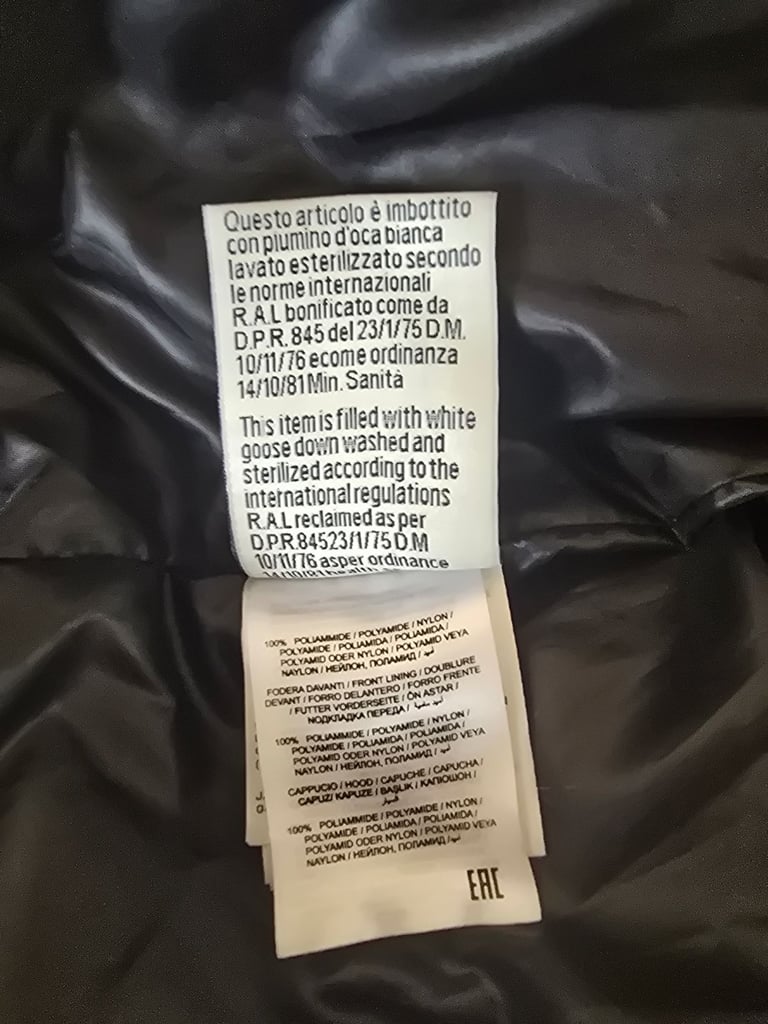 Questo articolo è imbottito
con piumino d'oca bianca
lavato esterilizzato secondo
le norme internazionali
R.A.L bonificato come da
D.P.R. 845 del 23/1/75 D.M.
10/11/76 ecome ordinanza
14/10/81 Min. Sanità
This item is filled with white
goose down washed and
sterilized according to the
international regulations
R.A.L reclaimed as per
D.P.R.84523/1/75 D.M
10/11/76 asper ordinance
14/10/81 health
100% POLIAMMIDE / POLYAMIDE / NYLON /
POLYAMIDE / POLIAMIDA / POLIAMIDA /
POLYAMID ODER NYLON / POLYAMID VEYA
NAYLON / НЕЙЛОН, ПОЛАМИД /
FODERA DAVANTI / FRONT LINING / DOUBLURE
DEVANT / FORRO DELANTERO / FORRO FRENTE
/ FUTTER VORDERSEITE / ÖN ASTAR /
ПОДКЛАДКА ПЕРЕДА /
100% POLIAMMIDE / POLYAMIDE / NYLON /
POLYAMIDE / POLIAMIDA / POLIAMIDA /
POLYAMID ODER NYLON / POLYAMID VEYA
NAYLON / НЕЙЛОН, ПОЛАМИД /
CAPPUCIO / HOOD / CAPUCHE / CAPUCHA /
CAPUZ/ KAPUZE / BAŞLIK / КАПЮШОН /
100% POLIAMMIDE / POLYAMIDE / NYLON /
POLYAMIDE / POLIAMIDA / POLIAMIDA /
POLYAMID ODER NYLON / POLYAMID VEYA
NAYLON / НЕЙЛОН, ПОЛАМИД /
EAC